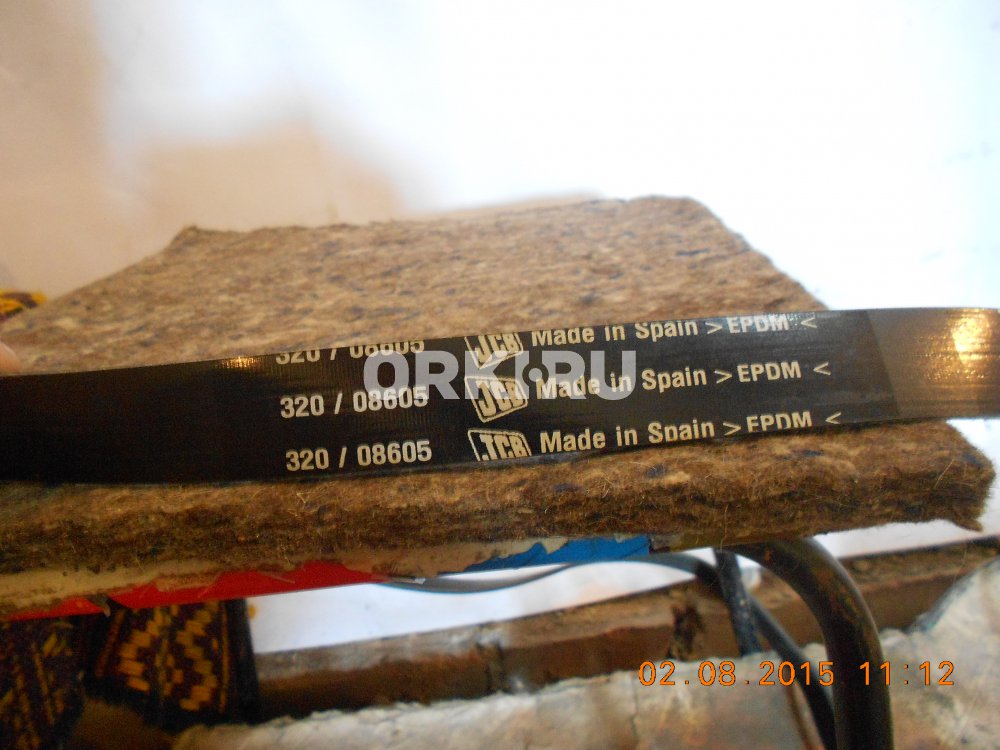 320 / 08605 JCB Made in Spain > EPDM <
320 / 08605 JCB Made in Spain > EPDM <
320 / 08605 JCB Made in Spain > EPDM <
ORK.RU
02.08.2015 11:12